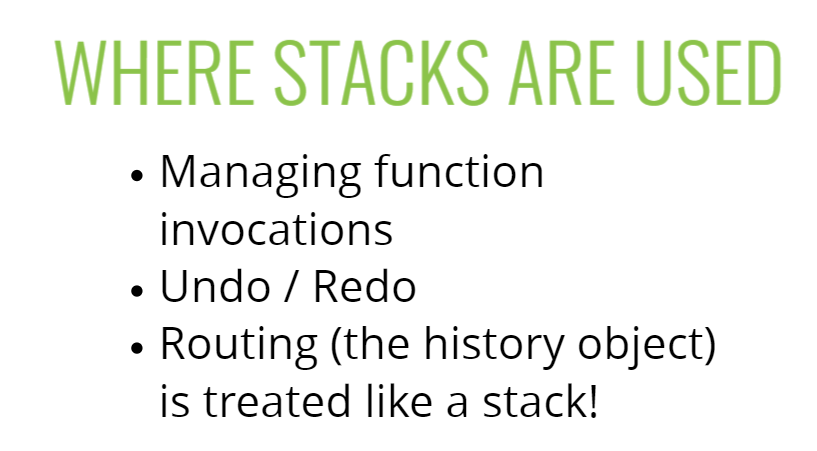 WHERE STACKS ARE USED
• Managing function
invocations
• Undo / Redo
• Routing (the history object)
is treated like a stack!